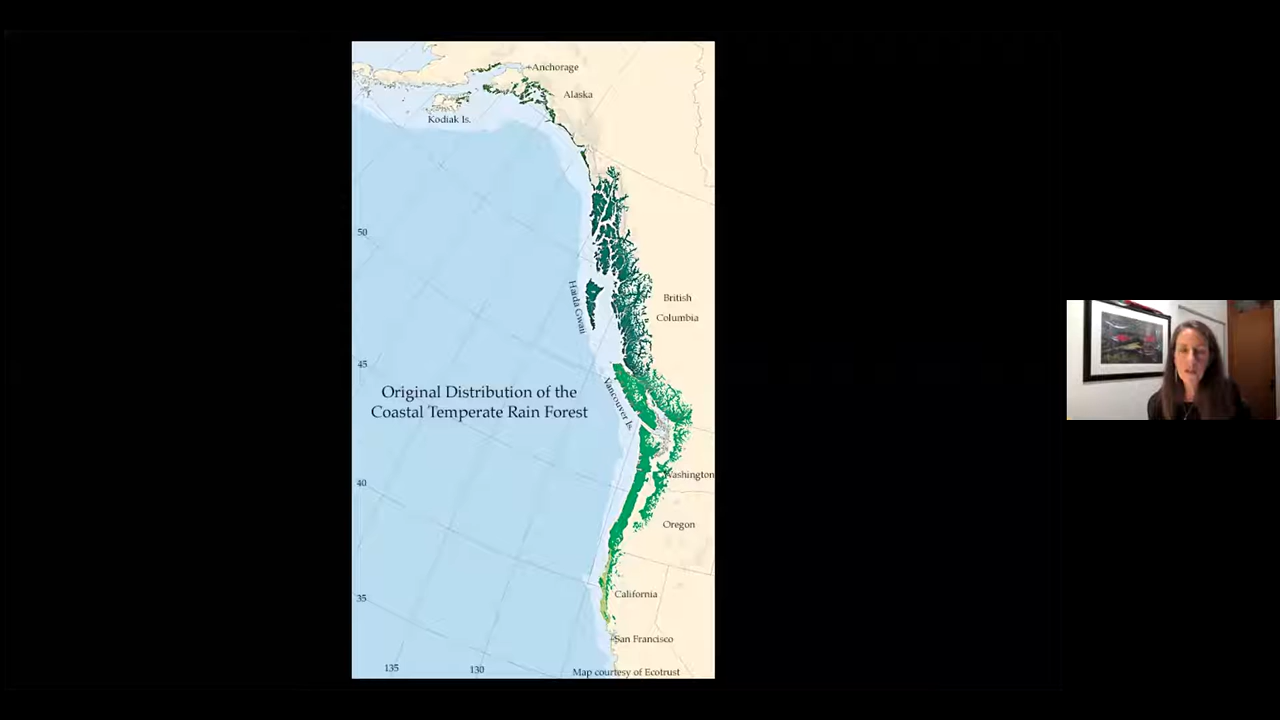 Anchorage
Alaska
Kodiak Is.
50
Haida Gwaii
British
Columbia
45
Original Distribution of the
Coastal Temperate Rain Forest
Vancouver Is.
40
Washington
Oregon
35
California
San Francisco
135
130
Map courtesy of Ecotrust